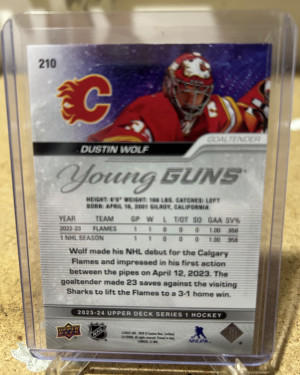 210
GOALTENDER
DUSTIN WOLF
Young GUNS
HEIGHT: 6'0" WEIGHT: 166 LBS. CATCHES: LEFT
BORN: APRIL 16, 2001 GILROY, CALIFORNIA
YEAR TEAM GP W L T/OT SO GAA SV%
2022-23 FLAMES 1 1 0 0 0 1.00 .958
1 NHL SEASON 1 1 0 0 0 1.00 .958
Wolf made his NHL debut for the Calgary
Flames and impressed in his first action
between the pipes on April 12, 2023. The
goaltender made 23 saves against the visiting
Sharks to lift the Flames to a 3-1 home win.
2023-24 UPPER DECK SERIES 1 HOCKEY
UPPER DECK
NHL
NHLPA